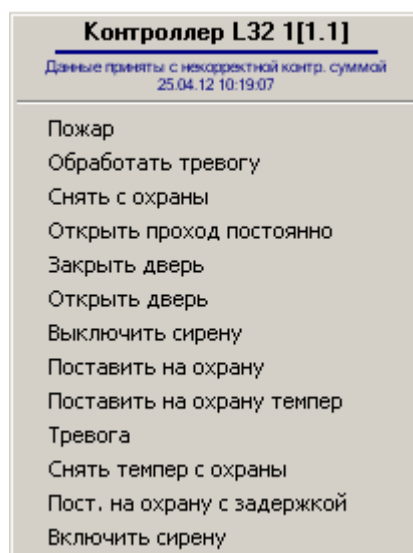 Контроллер L32 1[1.1]
Данные приняты с некорректной контр. суммой
25.04.12 10:19:07
Пожар
Обработать тревогу
Снять с охраны
Открыть проход постоянно
Закрыть дверь
Открыть дверь
Выключить сирену
Поставить на охрану
Поставить на охрану темпер
Тревога
Снять темпер с охраны
Пост. на охрану с задержкой
Включить сирену